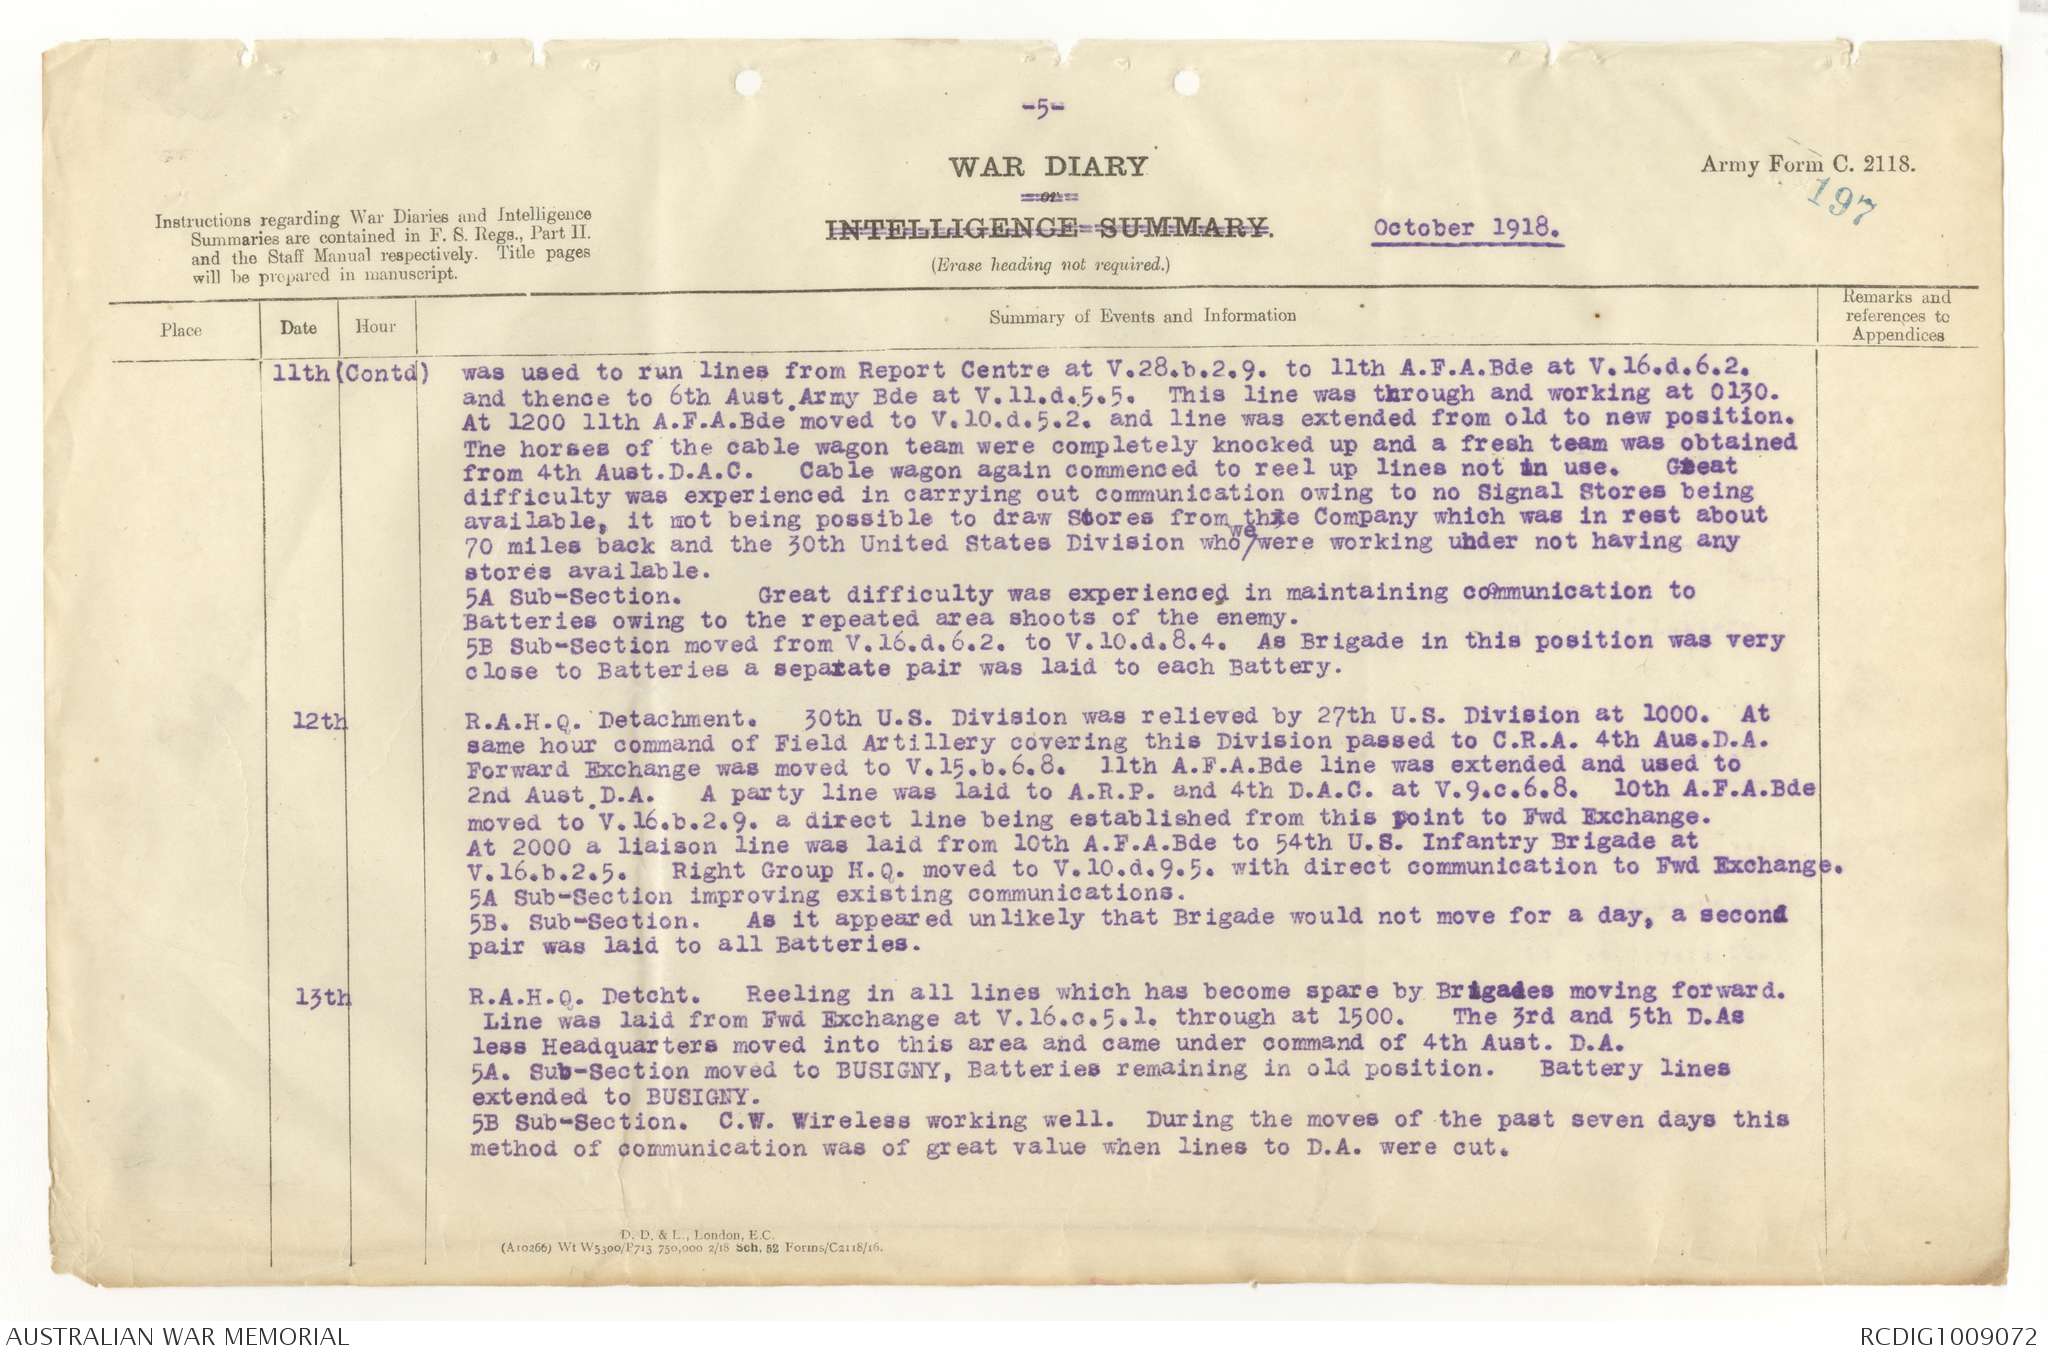 -5-
WAR DIARY
or
INTELLIGENCE SUMMARY.
(Erase heading not required.)
October 1918.
Army Form C. 2118.
197
Instructions regarding War Diaries and Intelligence
Summaries are contained in F. S. Regs., Part II.
and the Staff Manual respectively. Title pages
will be prepared in manuscript.
Place
Date
Hour
Summary of Events and Information
Remarks and
references to
Appendices
11th (Contd) was used to run lines from Report Centre at V.28.b.2.9. to 11th A.F.A.Bde at V.16.d.6.2.
and thence to 6th Aust.Army Bde at V.11.d.5.5. This line was through and working at 0130.
At 1200 11th A.F.A.Bde moved to V.10.d.5.2. and line was extended from old to new position.
The horses of the cable wagon team were completely knocked up and a fresh team was obtained
from 4th Aust.D.A.C. Cable wagon again commenced to reel up lines not in use. Great
difficulty was experienced in carrying out communication owing to no Signal Stores being
available, it not being possible to draw Stores from the Company which was in rest about
70 miles back and the 30th United States Division who we were working under not having any
stores available.
5A Sub-Section. Great difficulty was experienced in maintaining communication to
Batteries owing to the repeated area shoots of the enemy.
5B Sub-Section moved from V.16.d.6.2. to V.10.d.8.4. As Brigade in this position was very
close to Batteries a separate pair was laid to each Battery.
12th R.A.H.Q. Detachment. 30th U.S. Division was relieved by 27th U.S. Division at 1000. At
same hour command of Field Artillery covering this Division passed to C.R.A. 4th Aus.D.A.
Forward Exchange was moved to V.15.b.6.8. 11th A.F.A.Bde line was extended and used to
2nd Aust.D.A. A party line was laid to A.R.P. and 4th D.A.C. at V.9.c.6.8. 10th A.F.A.Bde
moved to V.16.b.2.9. a direct line being established from this point to Fwd Exchange.
At 2000 a liaison line was laid from 10th A.F.A.Bde to 54th U.S. Infantry Brigade at
V.16.b.2.5. Right Group H.Q. moved to V.10.d.9.5. with direct communication to Fwd Exchange.
5A Sub-Section improving existing communications.
5B. Sub-Section. As it appeared unlikely that Brigade would not move for a day, a second
pair was laid to all Batteries.
13th R.A.H.Q. Detcht. Reeling in all lines which has become spare by Brigades moving forward.
Line was laid from Fwd Exchange at V.16.c.5.1. through at 1500. The 3rd and 5th D.As
less Headquarters moved into this area and came under command of 4th Aust. D.A.
5A. Sub-Section moved to BUSIGNY, Batteries remaining in old position. Battery lines
extended to BUSIGNY.
5B Sub-Section. C.W. Wireless working well. During the moves of the past seven days this
method of communication was of great value when lines to D.A. were cut.
D. D. & L., London, E.C.
(A10266) Wt W5300/P713 750,000 2/18 Sch. 52 Forms/C2118/16.
AUSTRALIAN WAR MEMORIAL
RCDIG1009072